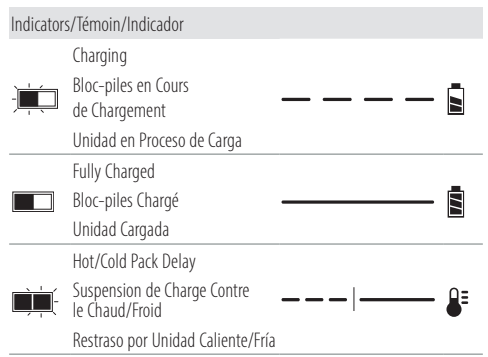 Indicators/Témoin/Indicador
Charging
Bloc-piles en Cours
de Chargement
Unidad en Proceso de Carga
Fully Charged
Bloc-piles Chargé
Unidad Cargada
Hot/Cold Pack Delay
Suspension de Charge Contre
le Chaud/Froid
Restraso por Unidad Caliente/Fría